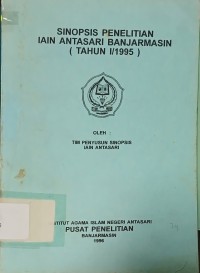 SINOPSIS PENELITIAN
IAIN ANTASARI BANJARMASIN
( TAHUN I/1995 )
OLEH :
TIM PENYUSUN SINOPSIS
IAIN ANTASARI
TITUT AGAMA ISLAM NEGERI ANTASARI
PUSAT PENELITIAN
BANJARMASIN
1996